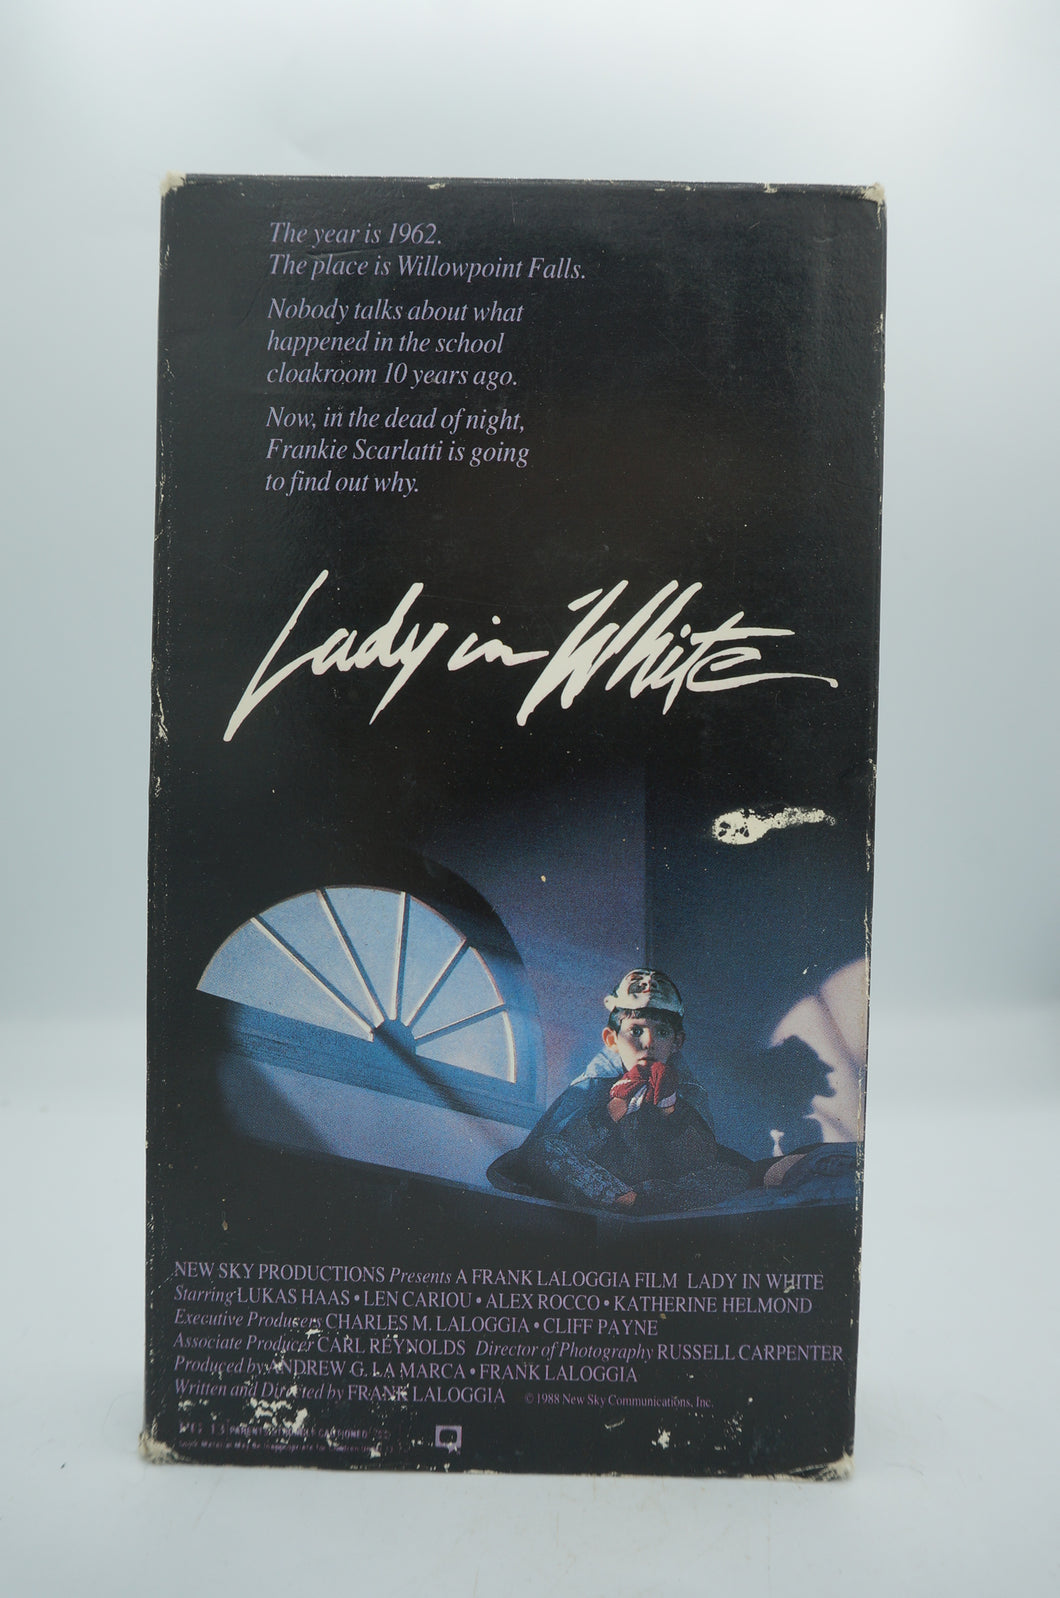 The year is 1962.
The place is Willowpoint Falls.
Nobody talks about what
happened in the school
cloakroom 10 years ago.
Now, in the dead of night,
Frankie Scarlatti is going
to find out why.
Lady in White
NEW SKY PRODUCTIONS Presents A FRANK LALOGGIA FILM LADY IN WHITE
Starring LUKAS HAAS • LEN CARIOU • ALEX ROCCO • KATHERINE HELMOND
Executive Producers CHARLES M. LALOGGIA • CLIFF PAYNE
Associate Producer CARL REYNOLDS Director of Photography RUSSELL CARPENTER
Produced by ANDREW G. LA MARCA • FRANK LALOGGIA
Written and Directed by FRANK LALOGGIA © 1988 New Sky Communications, Inc.